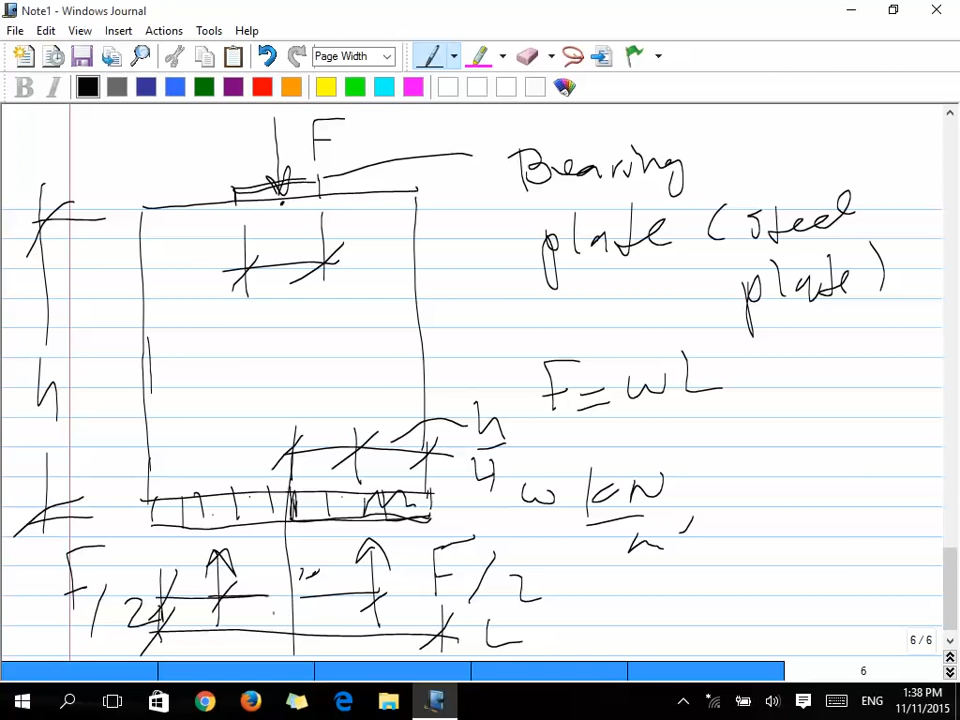 Note1 - Windows Journal
File Edit View Insert Actions Tools Help
Page Width
B I
F
Bearing
plate (steel
plate)
h
F = wL
h
4
w kN
m
F/2
F/2
L
6/6
6
ENG
1:38 PM
11/11/2015